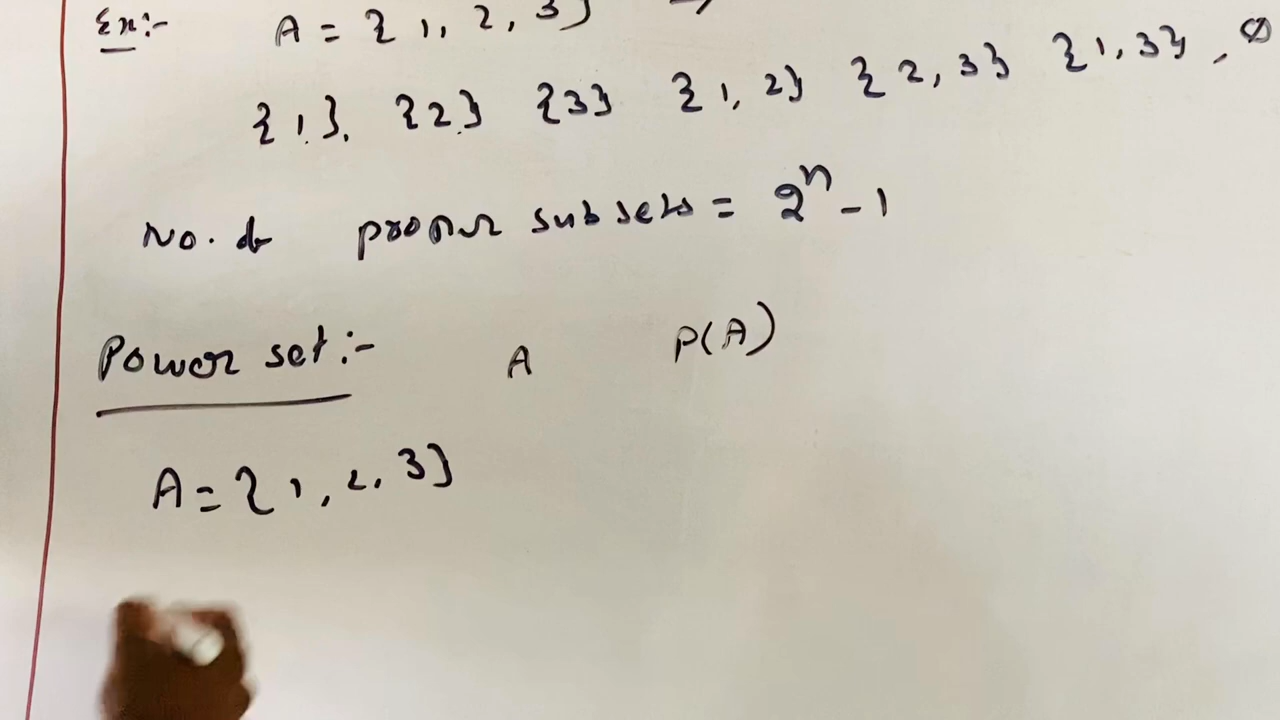 Ex:- A = {1, 2, 3}
{1}, {2} {3} {1, 2} {2, 3} {1, 3}, ∅
No. of proper subsets = 2ⁿ - 1
Power set:- A P(A)
A = {1, 2, 3}